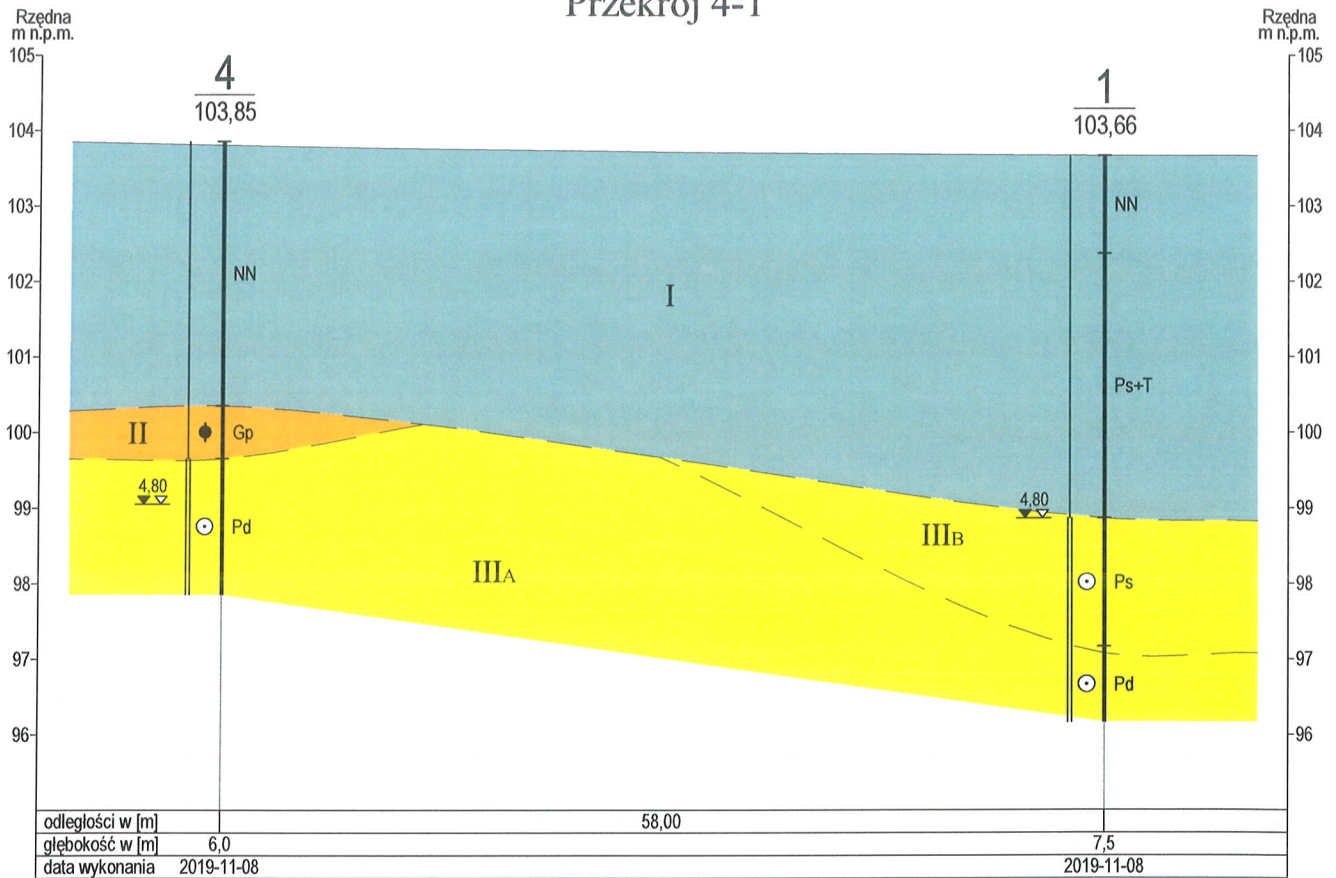 Przekrój 4-1
Rzędna
m n.p.m.
Rzędna
m n.p.m.
105
105
4
103,85
1
103,66
104
104
103
NN
103
102
NN
I
102
101
101
Ps+T
100
II
Gp
100
99
4,80
4,80
99
Pd
IIIB
98
IIIA
Ps
98
97
97
Pd
96
96
odległości w [m]
58,00
głębokość w [m]
6,0
7,5
data wykonania
2019-11-08
2019-11-08